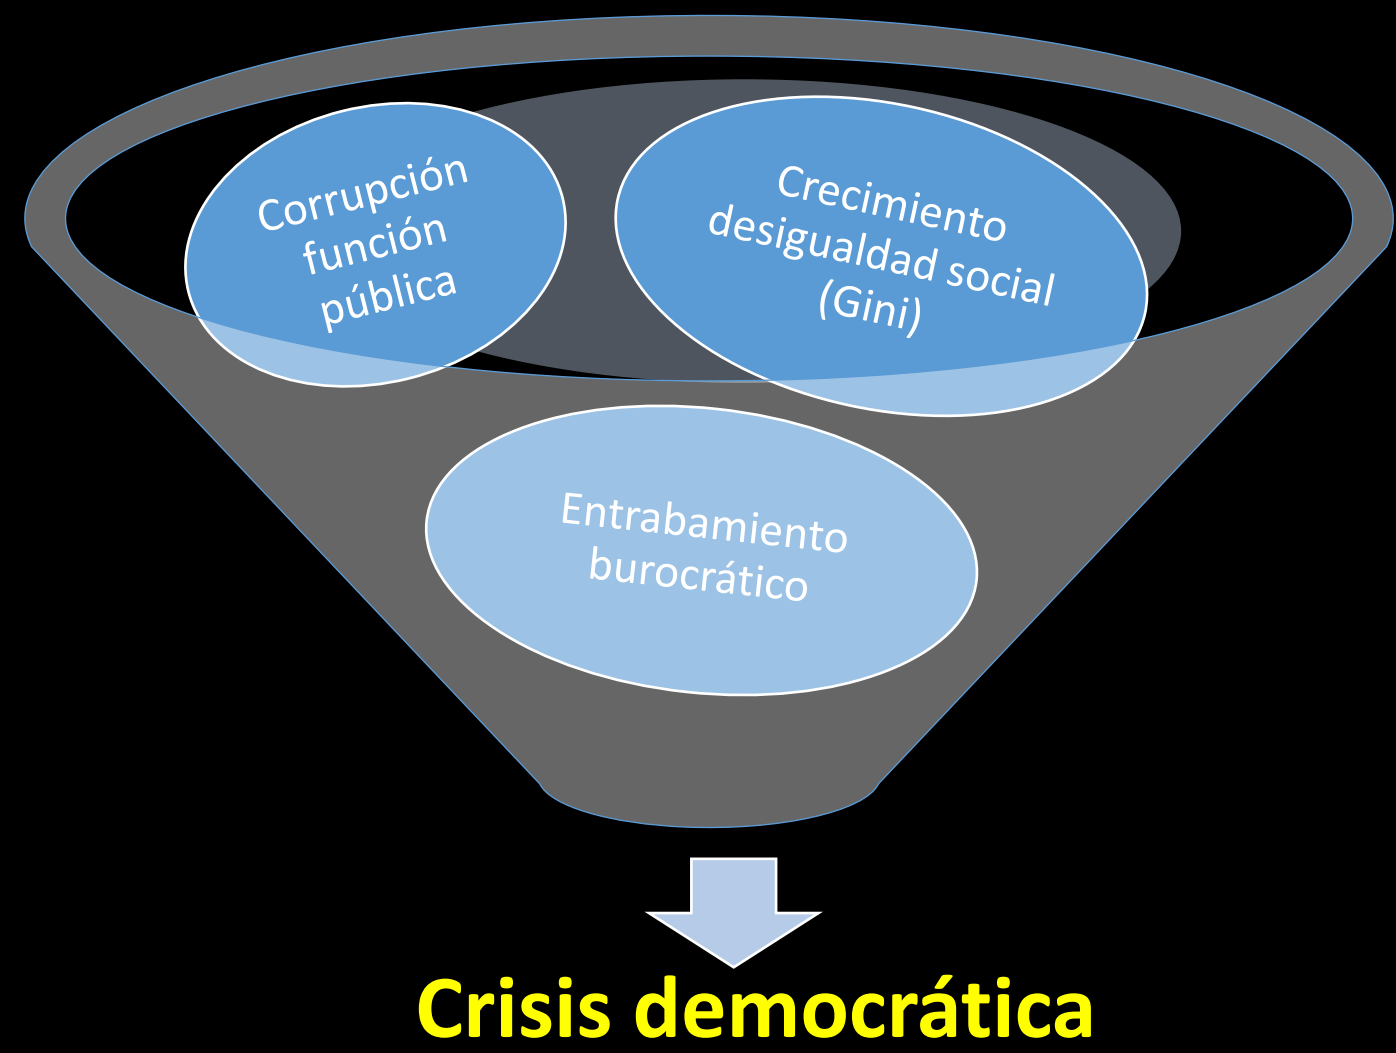 Corrupción
función
pública
Crecimiento
desigualdad social
(Gini)
Entrabamiento
burocrático
Crisis democrática